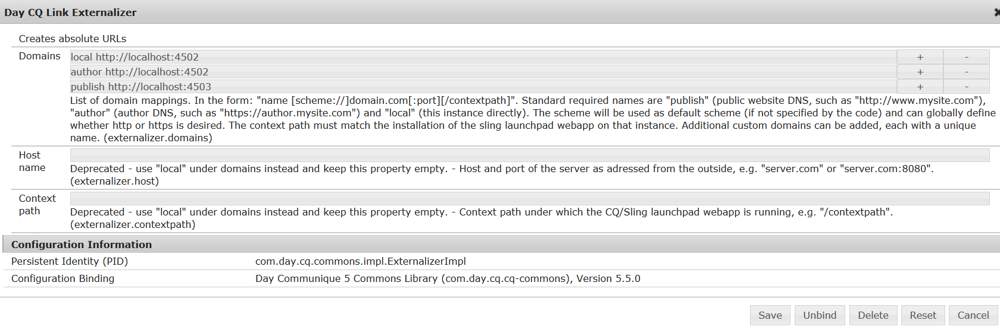 Day CQ Link Externalizer
Creates absolute URLs
Domains
local http://localhost:4502
+
-
author http://localhost:4502
+
-
publish http://localhost:4503
+
-
List of domain mappings. In the form: "name [scheme://]domain.com[:port][/contextpath]". Standard required names are "publish" (public website DNS, such as "http://www.mysite.com"),
"author" (author DNS, such as "https://author.mysite.com") and "local" (this instance directly). The scheme will be used as default scheme (if not specified by the code) and can globally define
whether http or https is desired. The context path must match the installation of the sling launchpad webapp on that instance. Additional custom domains can be added, each with a unique
name. (externalizer.domains)
Host
name
Deprecated - use "local" under domains instead and keep this property empty. - Host and port of the server as adressed from the outside, e.g. "server.com" or "server.com:8080".
(externalizer.host)
Context
path
Deprecated - use "local" under domains instead and keep this property empty. - Context path under which the CQ/Sling launchpad webapp is running, e.g. "/contextpath".
(externalizer.contextpath)
Configuration Information
Persistent Identity (PID)
com.day.cq.commons.impl.ExternalizerImpl
Configuration Binding
Day Communique 5 Commons Library (com.day.cq.cq-commons), Version 5.5.0
Save
Unbind
Delete
Reset
Cancel